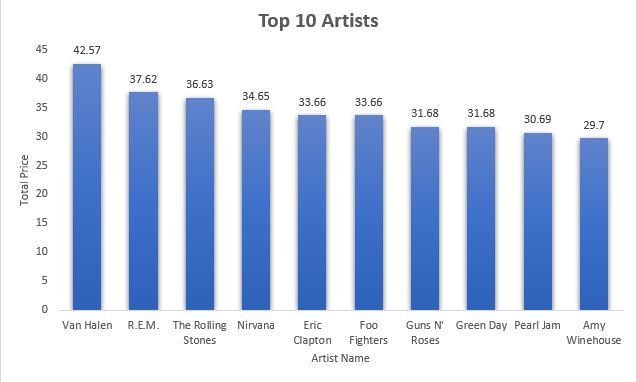 Top 10 Artists
45
40
35
30
25
20
15
10
5
0
Total Price
42.57
37.62
36.63
34.65
33.66
33.66
31.68
31.68
30.69
29.7
Van Halen
R.E.M.
The Rolling
Stones
Nirvana
Eric
Clapton
Foo
Fighters
Guns N'
Roses
Green Day
Pearl Jam
Amy
Winehouse
Artist Name